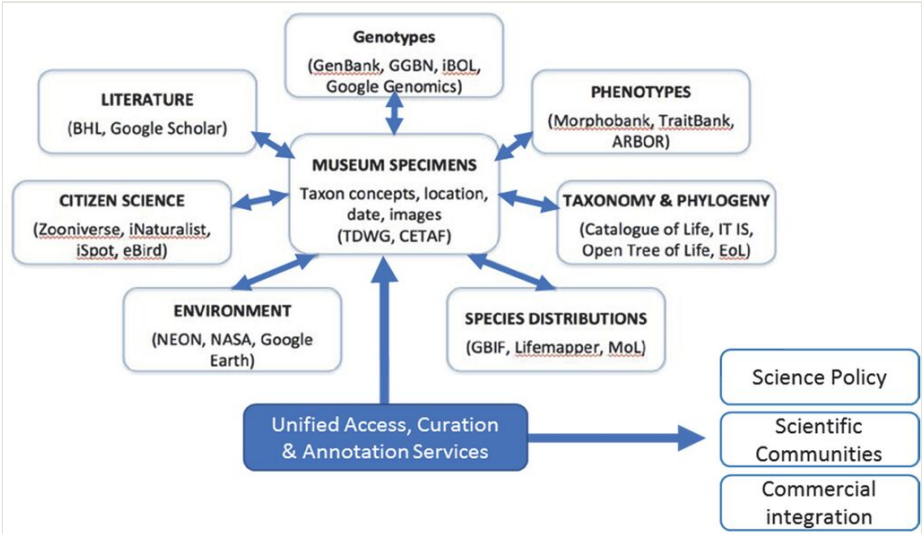 Genotypes
(GenBank, GGBN, iBOL,
Google Genomics)
LITERATURE
(BHL, Google Scholar)
PHENOTYPES
(Morphobank, TraitBank,
ARBOR)
MUSEUM SPECIMENS
Taxon concepts, location,
date, images
(TDWG, CETAF)
CITIZEN SCIENCE
(Zooniverse, iNaturalist,
iSpot, eBird)
TAXONOMY & PHYLOGENY
(Catalogue of Life, IT IS,
Open Tree of Life, EoL)
ENVIRONMENT
(NEON, NASA, Google
Earth)
SPECIES DISTRIBUTIONS
(GBIF, Lifemapper, MoL)
Unified Access, Curation
& Annotation Services
Science Policy
Scientific
Communities
Commercial
integration